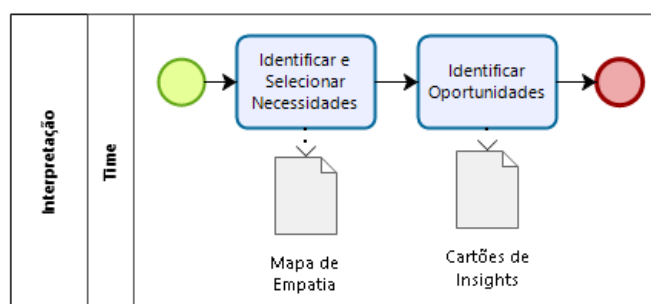 Interpretação
Time
Identificar e
Selecionar
Necessidades
Identificar
Oportunidades
Mapa de
Empatia
Cartões de
Insights